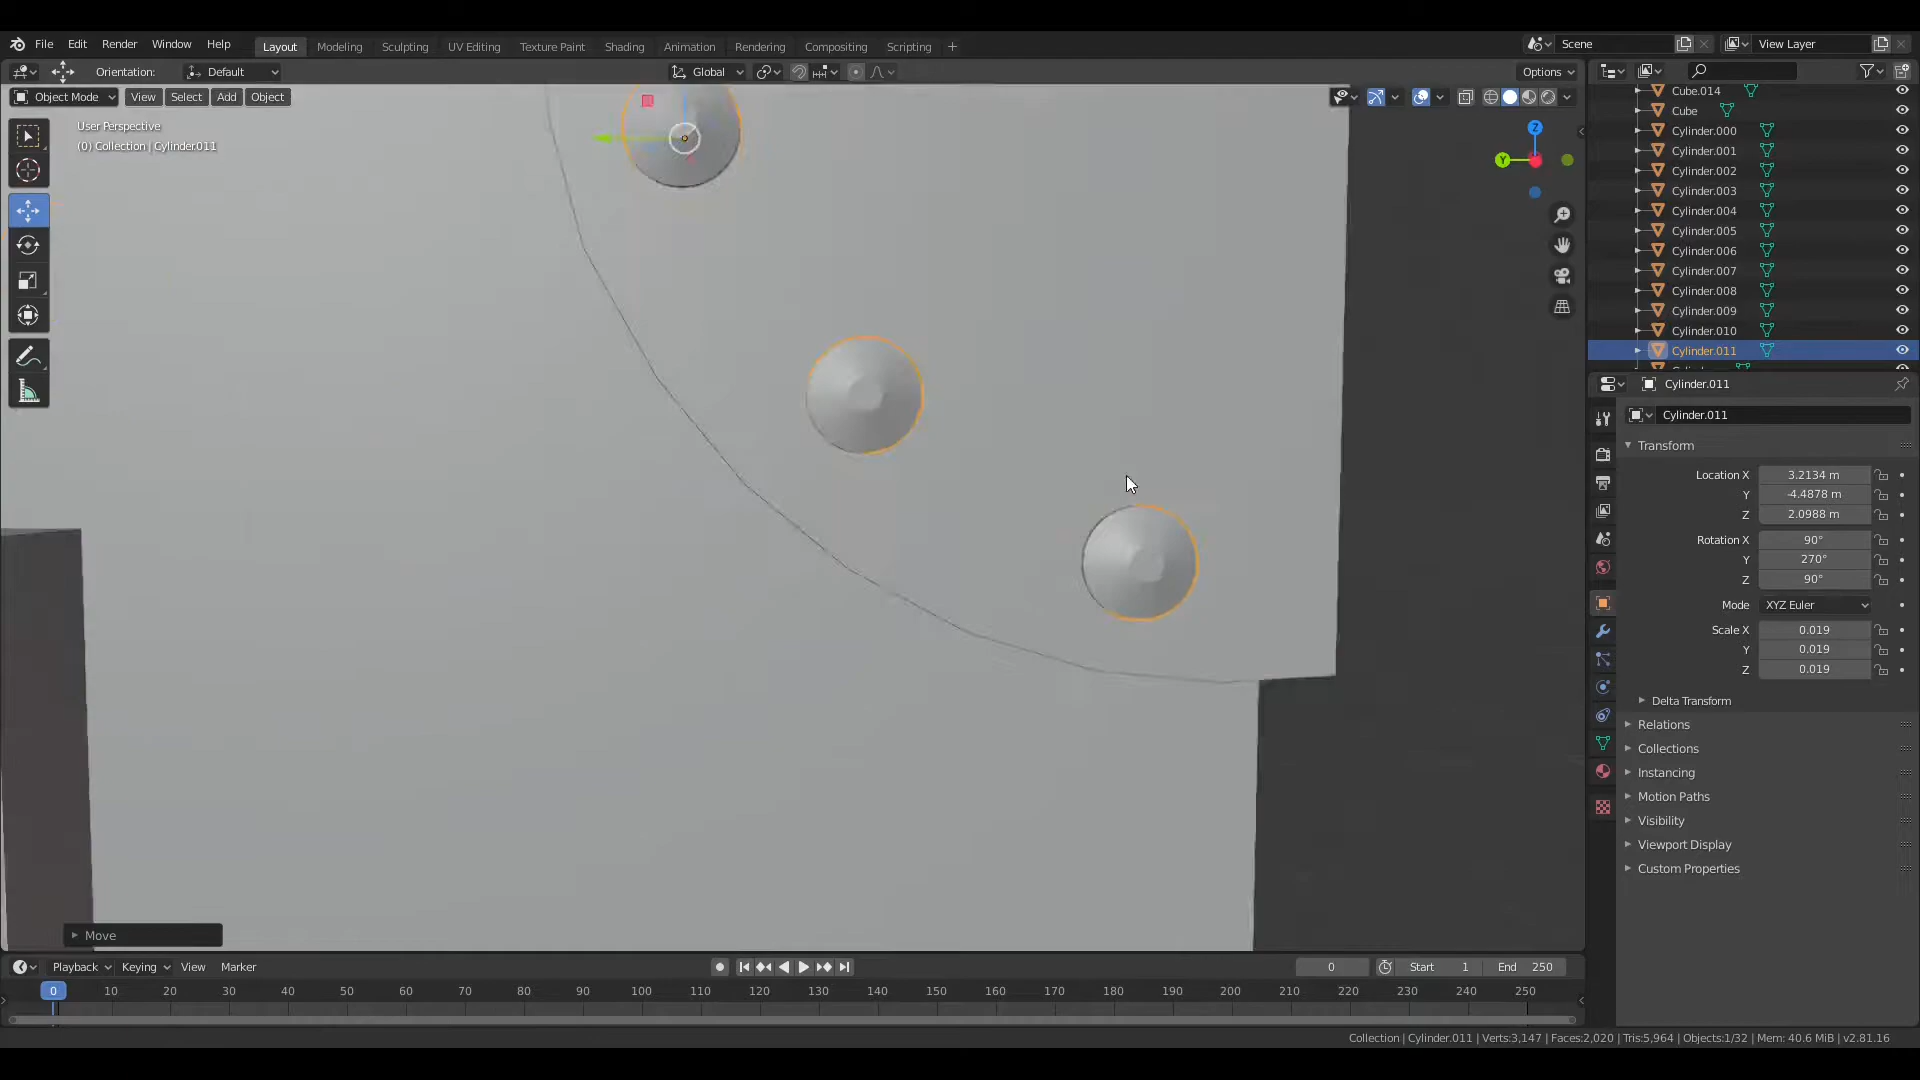 File Edit Render Window Help Layout Modeling Sculpting UV Editing Texture Paint Shading Animation Rendering Compositing Scripting + Scene View Layer
Orientation: Default Global Options
Object Mode View Select Add Object
User Perspective
(0) Collection | Cylinder.011
Z
Y
Cube.014
Cube
Cylinder.000
Cylinder.001
Cylinder.002
Cylinder.003
Cylinder.004
Cylinder.005
Cylinder.006
Cylinder.007
Cylinder.008
Cylinder.009
Cylinder.010
Cylinder.011
Cylinder.011
Cylinder.011
Transform
Location X 3.2134 m
Y -4.4878 m
Z 2.0988 m
Rotation X 90°
Y 270°
Z 90°
Mode XYZ Euler
Scale X 0.019
Y 0.019
Z 0.019
Delta Transform
Relations
Collections
Instancing
Motion Paths
Visibility
Viewport Display
Custom Properties
Move
Playback Keying View Marker 0 Start 1 End 250
0 10 20 30 40 50 60 70 80 90 100 110 120 130 140 150 160 170 180 190 200 210 220 230 240 250
Collection | Cylinder.011 | Verts:3,147 | Faces:2,020 | Tris:5,964 | Objects:1/32 | Mem: 40.6 MiB | v2.81.16